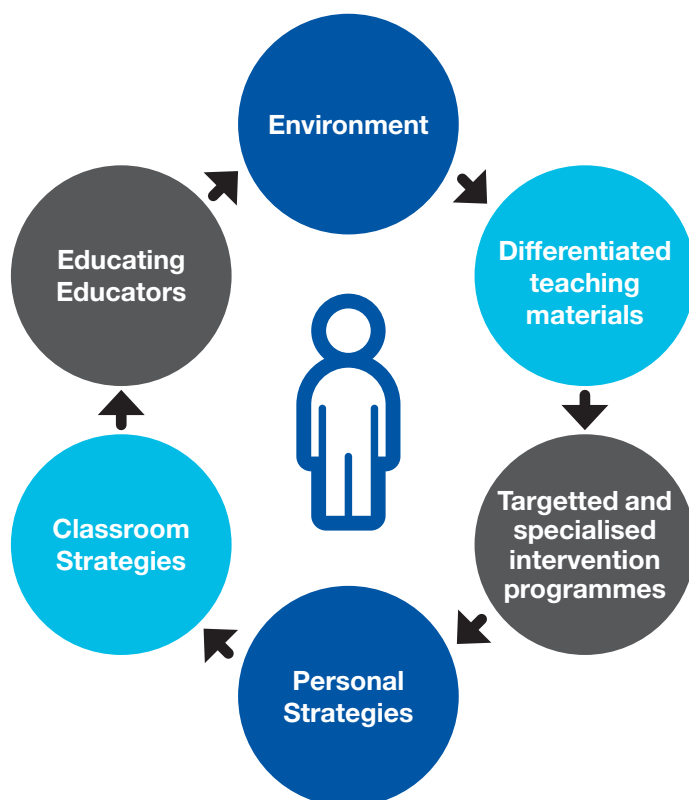 Environment
Differentiated
teaching
materials
Targetted and
specialised
intervention
programmes
Personal
Strategies
Classroom
Strategies
Educating
Educators